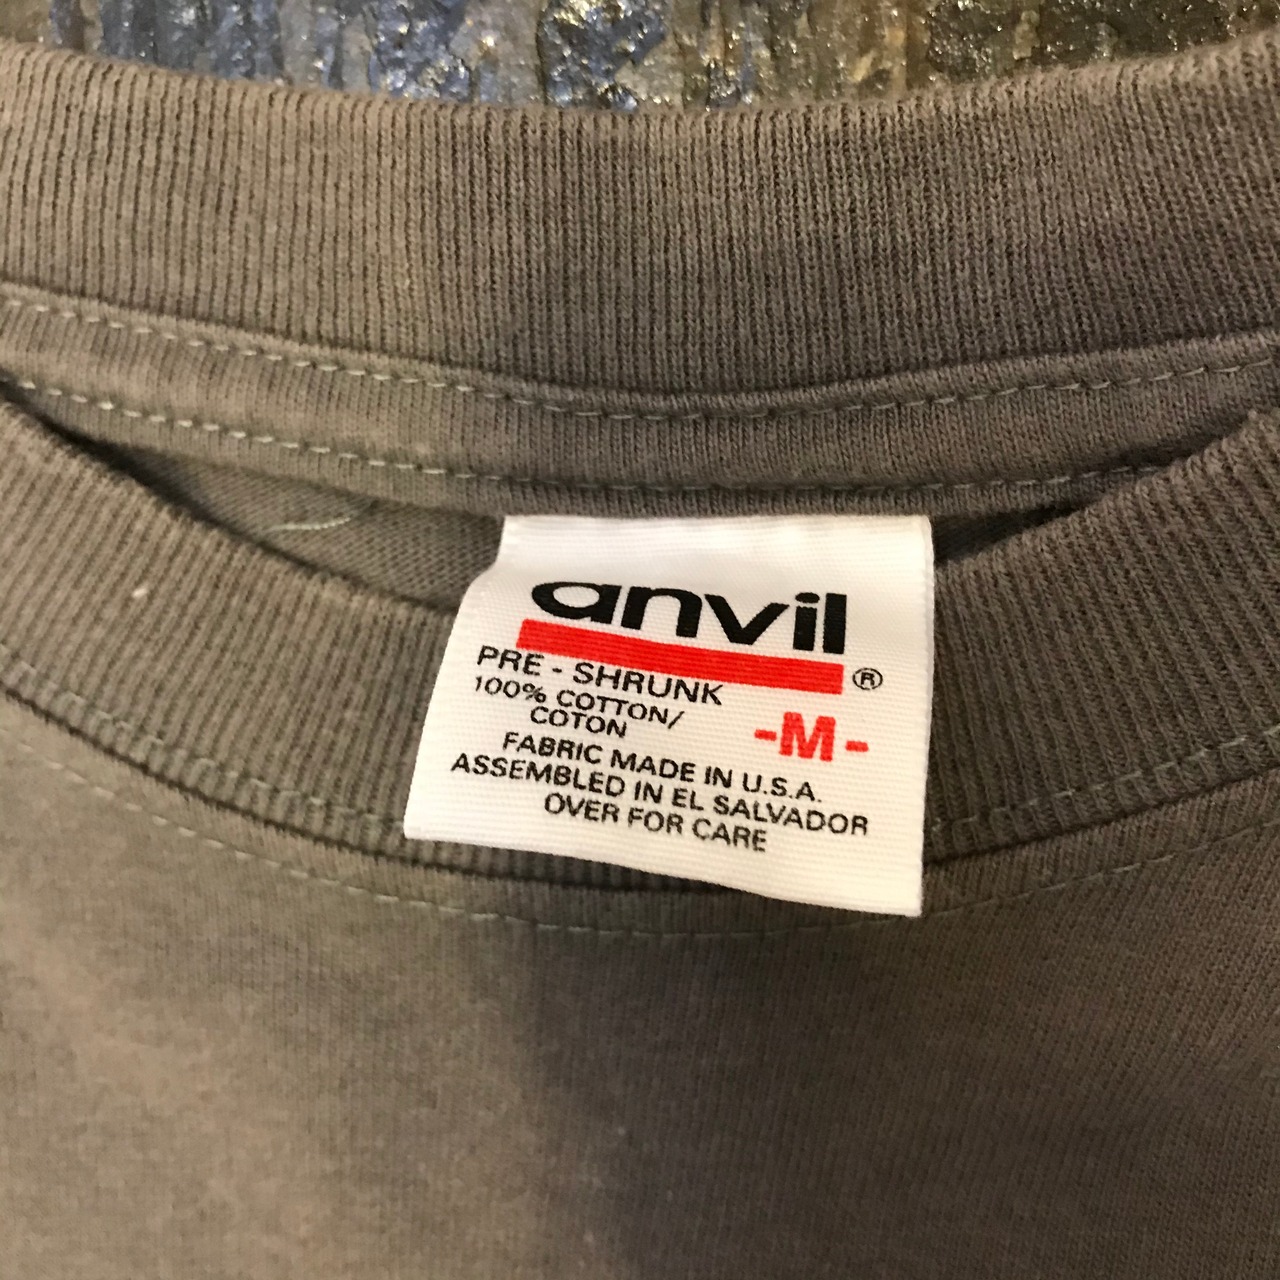 anvil
®
PRE - SHRUNK
100% COTTON/
COTON
-M-
FABRIC MADE IN U.S.A.
ASSEMBLED IN EL SALVADOR
OVER FOR CARE